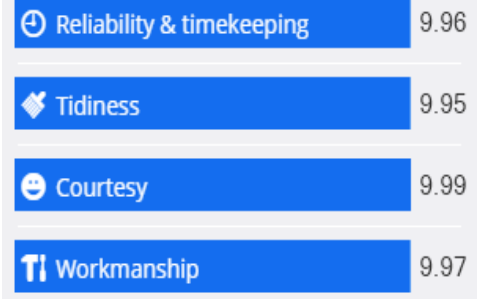 Reliability & timekeeping 9.96
Tidiness 9.95
Courtesy 9.99
Workmanship 9.97